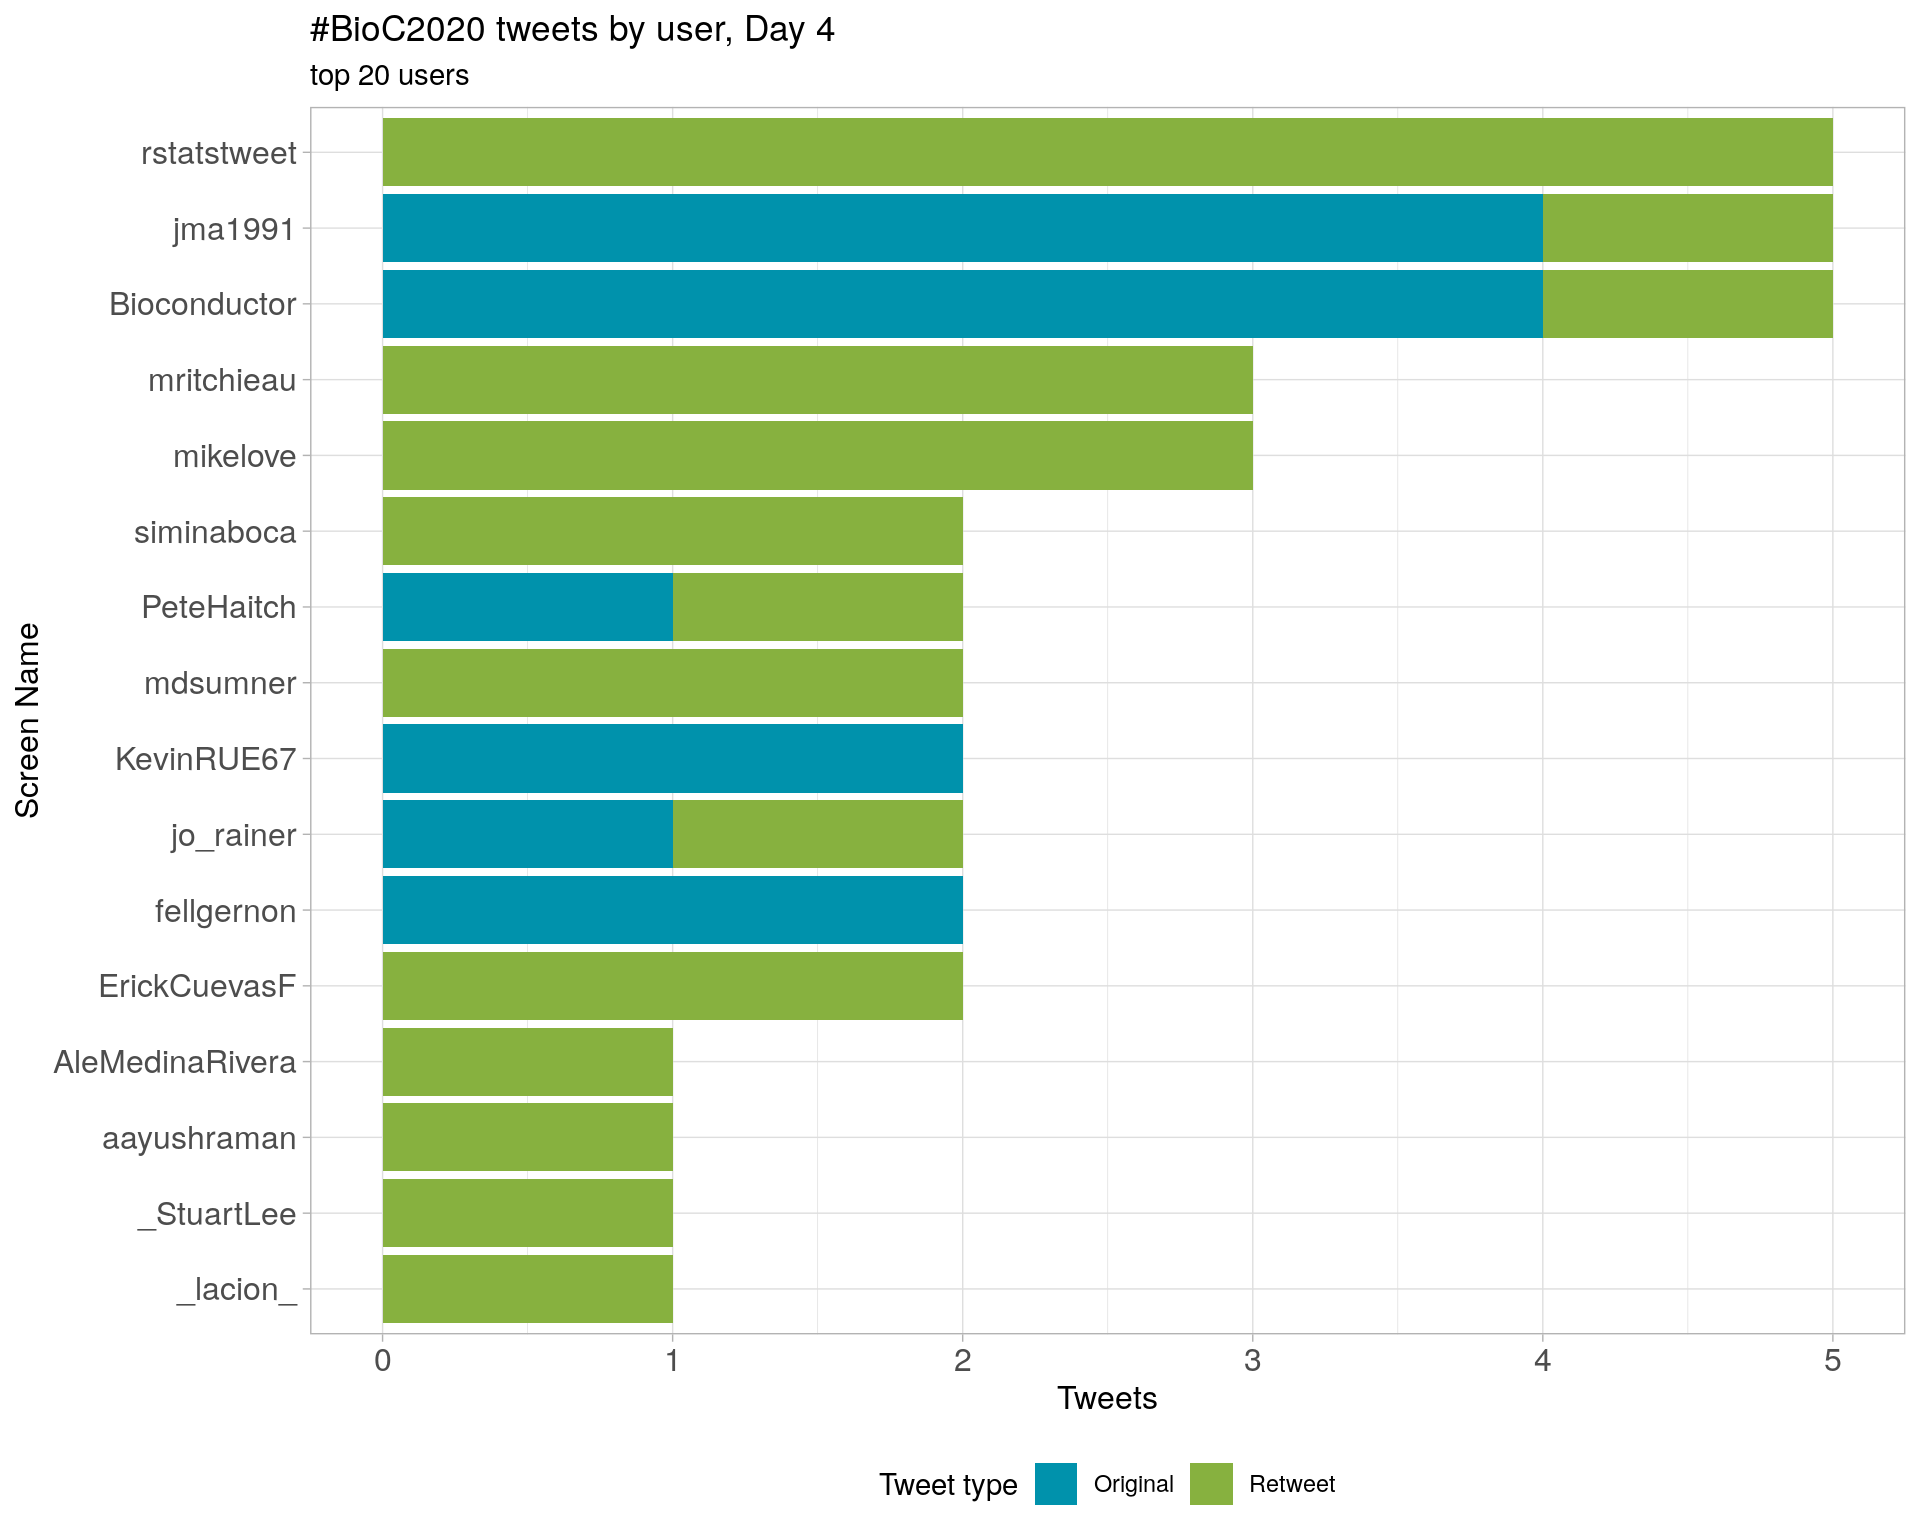 #BioC2020 tweets by user, Day 4
top 20 users
Screen Name
rstatstweet
jma1991
Bioconductor
mritchieau
mikelove
siminaboca
PeteHaitch
mdsumner
KevinRUE67
jo_rainer
fellgernon
ErickCuevasF
AleMedinaRivera
aayushraman
_StuartLee
_lacion_
0 1 2 3 4 5
Tweets
Tweet type Original Retweet